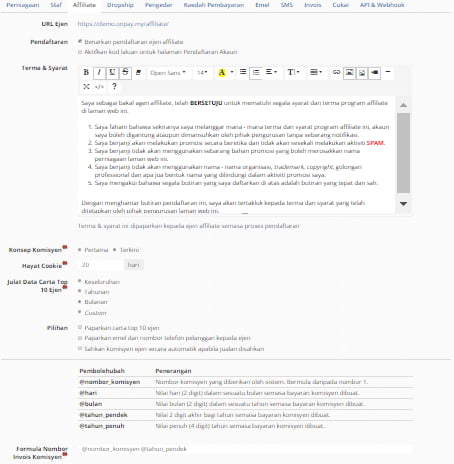 Perniagaan Staf Affiliate Dropship Pengedar Kaedah Pembayaran Emel SMS Invois Cukai API & Webhook
URL Ejen https://demo.onpay.my/affiliate/
Pendaftaran Benarkan pendaftaran ejen affiliate
Aktifkan kod laluan untuk halaman Pendaftaran Akaun
Terma & Syarat
B I U S Open Sans 14 A
</> ?
Saya sebagai bakal agen affiliate, telah BERSETUJU untuk mematuhi segala syarat dan terma program affiliate
di laman web ini.
1. Saya faham bahawa sekiranya saya melanggar mana - mana terma dan syarat program affiliate ini, akaun
saya boleh digantung ataupun dimansuhkan oleh pihak pengurusan tanpa sebarang notifikasi.
2. Saya berjanji akan melakukan promosi secara beretika dan tidak akan sesekali melakukan aktiviti SPAM.
3. Saya berjanji tidak akan menggunakan sebarang bahan promosi yang boleh merosakkan nama
perniagaan laman web ini.
4. Saya berjanji tidak akan menggunakan nama - nama organisasi, trademark, copyright, golongan
professional dan apa jua bentuk nama yang dilindungi dalam aktiviti promosi saya.
5. Saya mengakui bahawa segala butiran yang saya daftarkan di atas adalah butiran yang tepat dan sah.
Dengan menghantar butiran pendaftaran ini, saya akan tertakluk kepada terma dan syarat yang telah
ditetapkan oleh pihak pengurusan laman web ini.
Terma & syarat ini dipaparkan kepada ejen affiliate semasa proses pendaftaran
Konsep Komisyen Pertama Terkini
Hayat Cookie 20 hari
Julat Data Carta Top
10 Ejen
Keseluruhan
Tahunan
Bulanan
Custom
Pilihan Paparkan carta top 10 ejen
Paparkan emel dan nombor telefon pelanggan kepada ejen
Sahkan komisyen ejen secara automatik apabila jualan disahkan
Pembolehubah Penerangan
@nombor_komisyen Nombor komisyen yang diberikan oleh sistem. Bermula daripada nombor 1.
@hari Nilai hari (2 digit) dalam sesuatu bulan semasa bayaran komisyen dibuat.
@bulan Nilai bulan (2 digit) dalam sesuatu tahun semasa bayaran komisyen dibuat.
@tahun_pendek Nilai 2 digit akhir bagi tahun semasa bayaran komisyen dibuat.
@tahun_penuh Nilai penuh (4 digit) tahun semasa bayaran komisyen dibuat.
Formula Nombor
Invois Komisyen
@nombor_komisyen @tahun_pendek